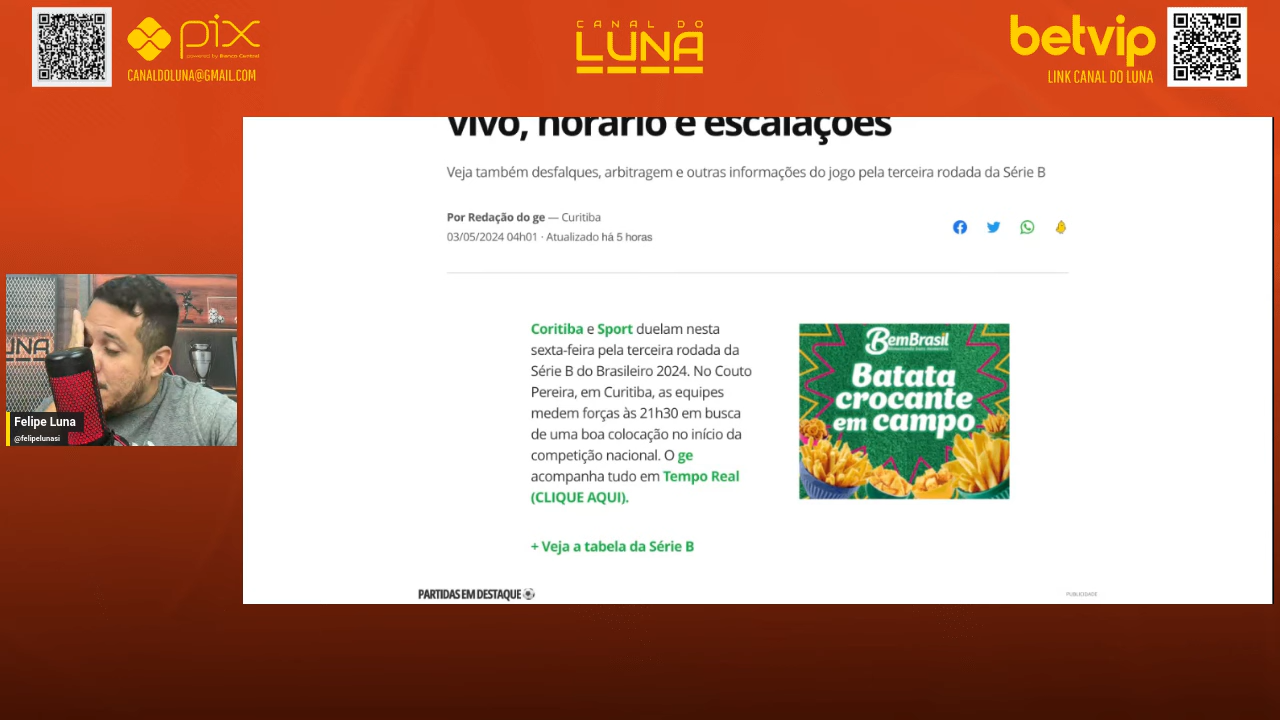 pix
powered by Banco Central
CANALDOLUNA@GMAIL.COM
CANAL DO
LUNA
betvip
LINK CANAL DO LUNA
vivo, horário e escalações
Veja também desfalques, arbitragem e outras informações do jogo pela terceira rodada da Série B
Por Redação do ge — Curitiba
03/05/2024 04h01 · Atualizado há 5 horas
Coritiba e Sport duelam nesta
sexta-feira pela terceira rodada da
Série B do Brasileiro 2024. No Couto
Pereira, em Curitiba, as equipes
medem forças às 21h30 em busca
de uma boa colocação no início da
competição nacional. O ge
acompanha tudo em Tempo Real
(CLIQUE AQUI).
+ Veja a tabela da Série B
BemBrasil
Batata
crocante
em campo
UNA
Felipe Luna
@felipelunasi
PARTIDAS EM DESTAQUE
PUBLICIDADE